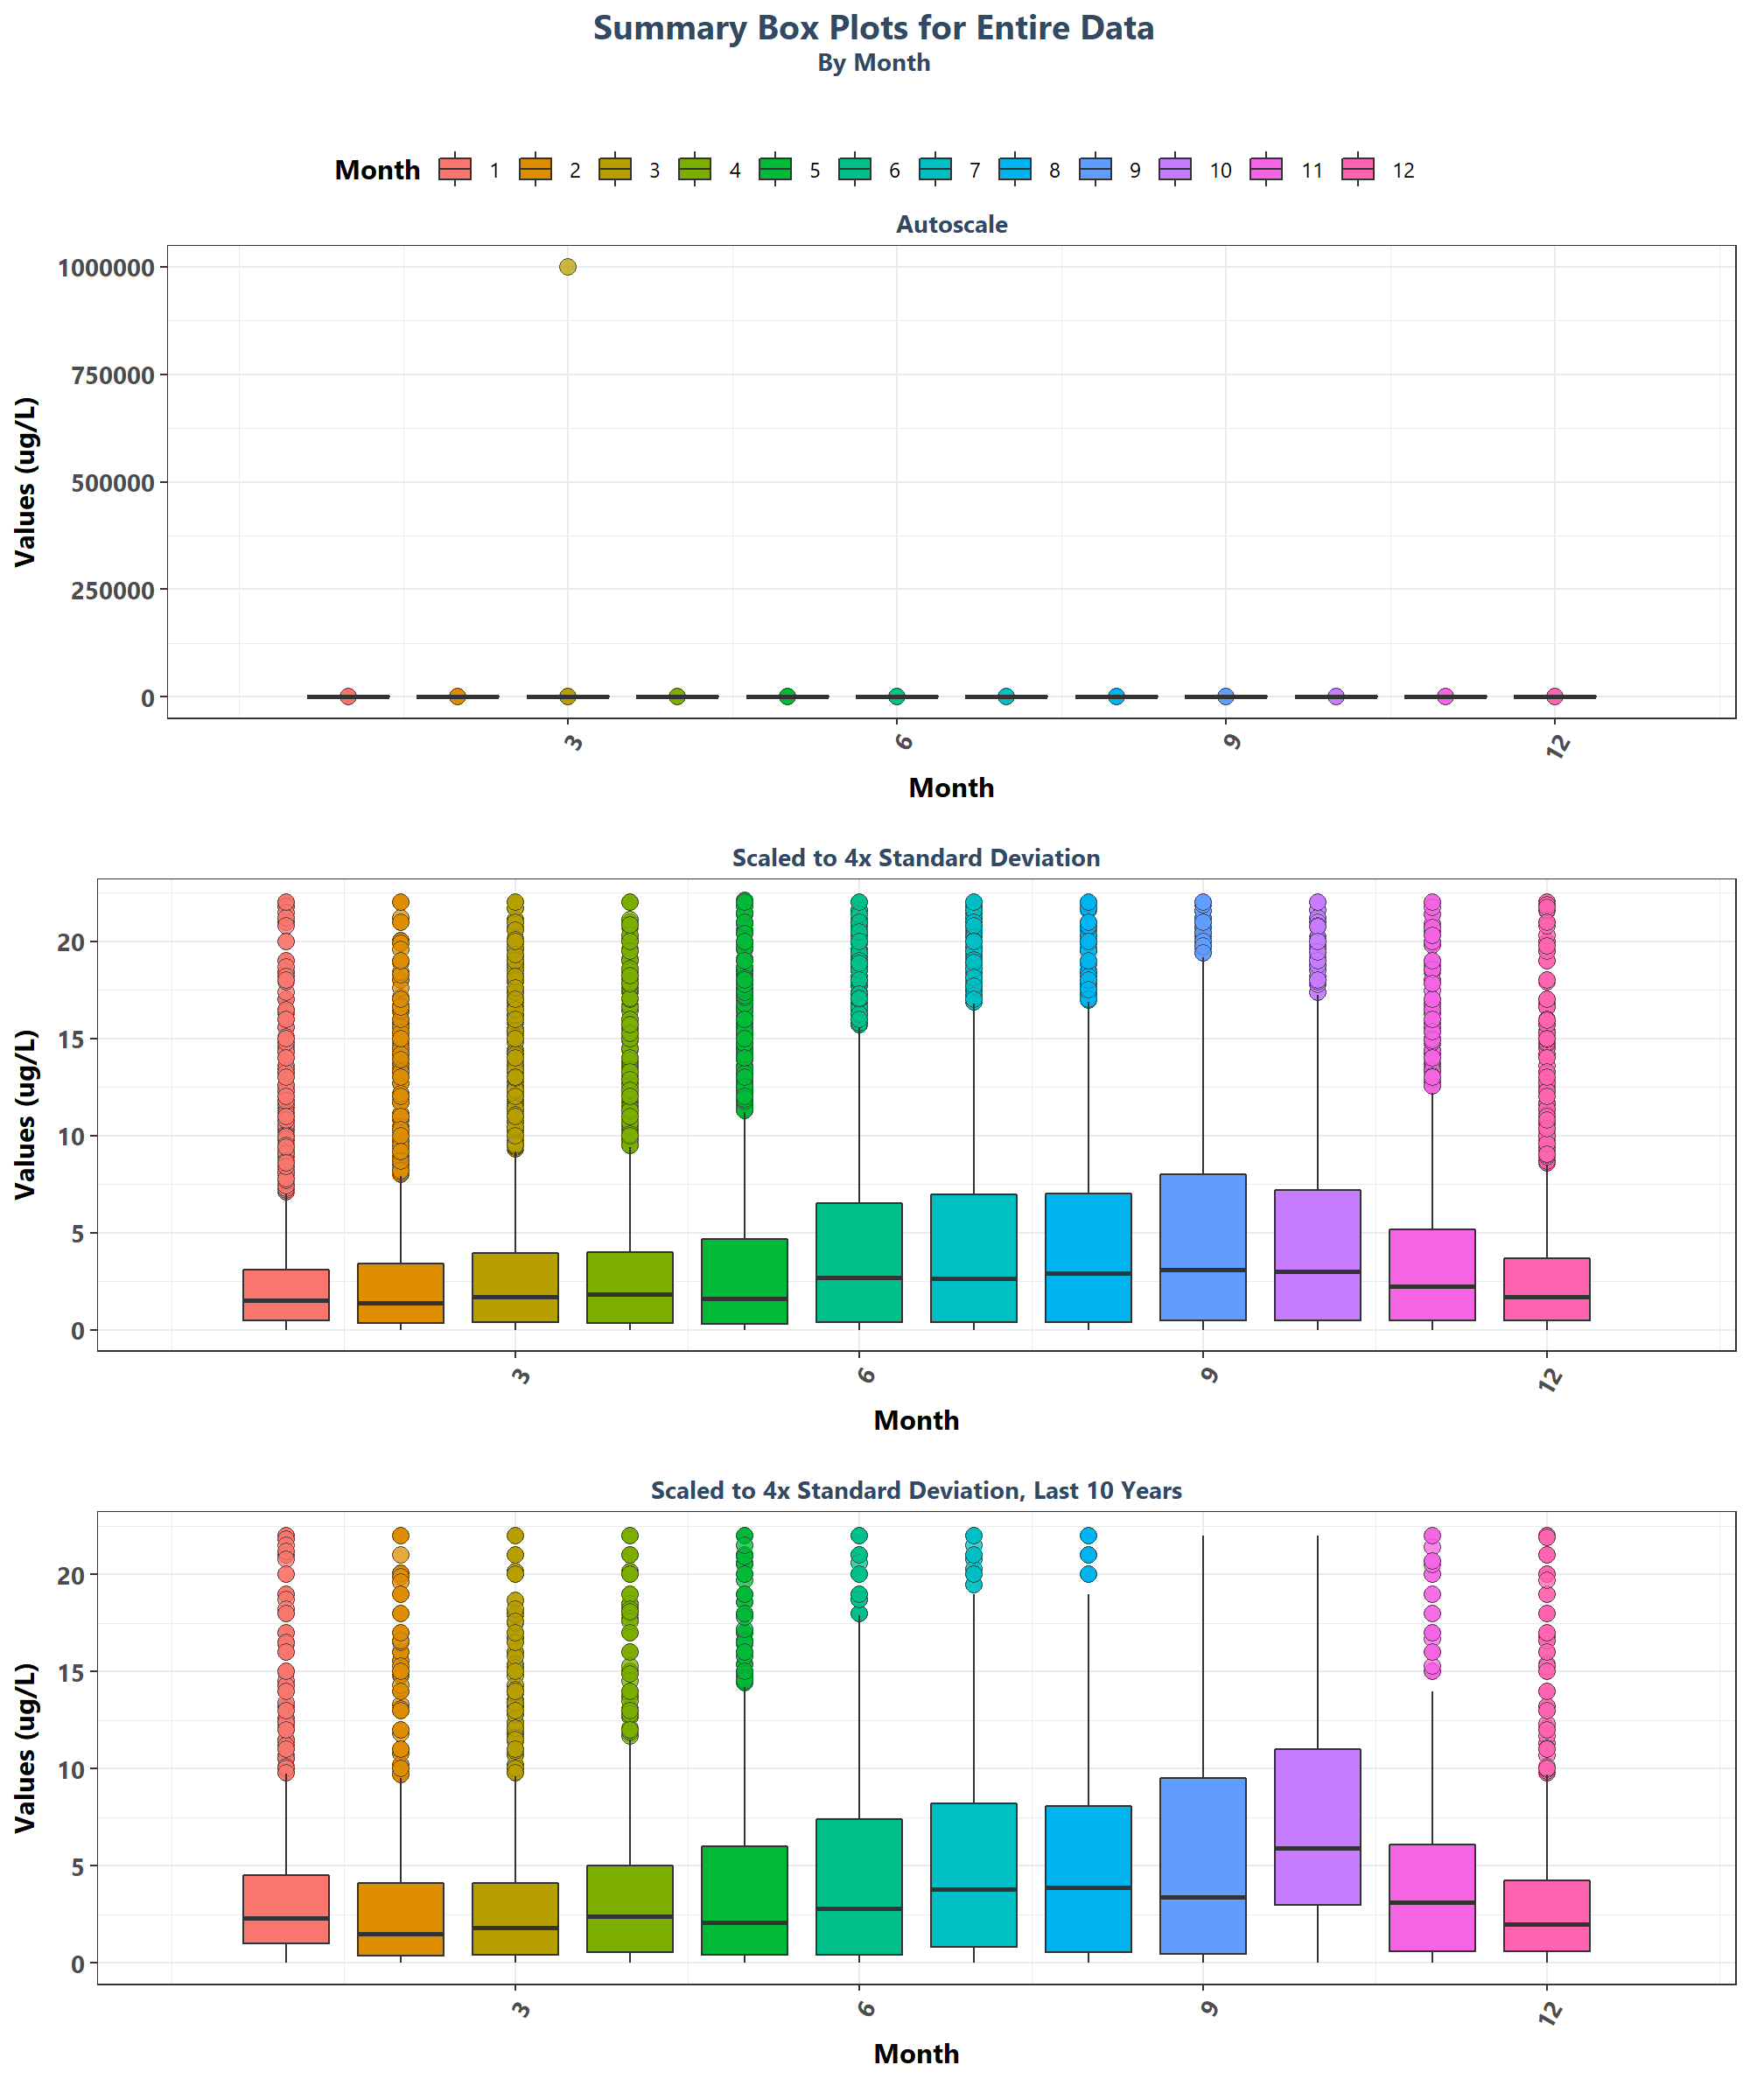 Summary Box Plots for Entire Data
By Month
Month 1 2 3 4 5 6 7 8 9 10 11 12
Autoscale
Values (ug/L)
1000000
750000
500000
250000
0
3 6 9 12
Month
Scaled to 4x Standard Deviation
Values (ug/L)
20
15
10
5
0
3 6 9 12
Month
Scaled to 4x Standard Deviation, Last 10 Years
Values (ug/L)
20
15
10
5
0
3 6 9 12
Month